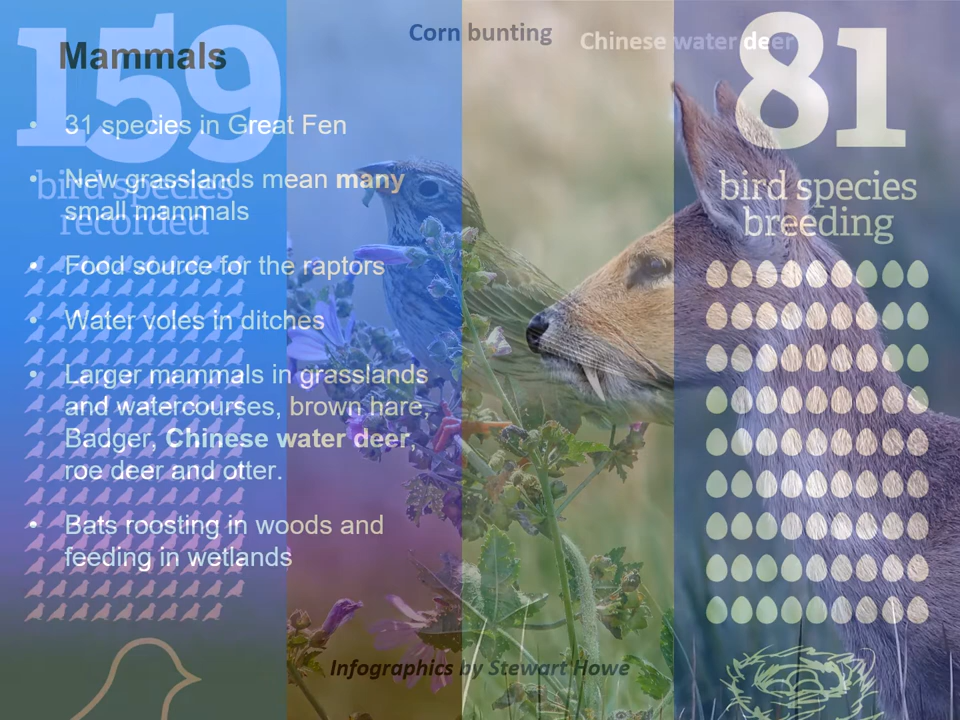 159
bird species
recorded
Corn bunting
Chinese water deer
81
bird species
breeding
Mammals
• 31 species in Great Fen
• New grasslands mean many
small mammals
• Food source for the raptors
• Water voles in ditches
• Larger mammals in grasslands
and watercourses, brown hare,
Badger, Chinese water deer,
roe deer and otter.
• Bats roosting in woods and
feeding in wetlands
Infographics by Stewart Howe